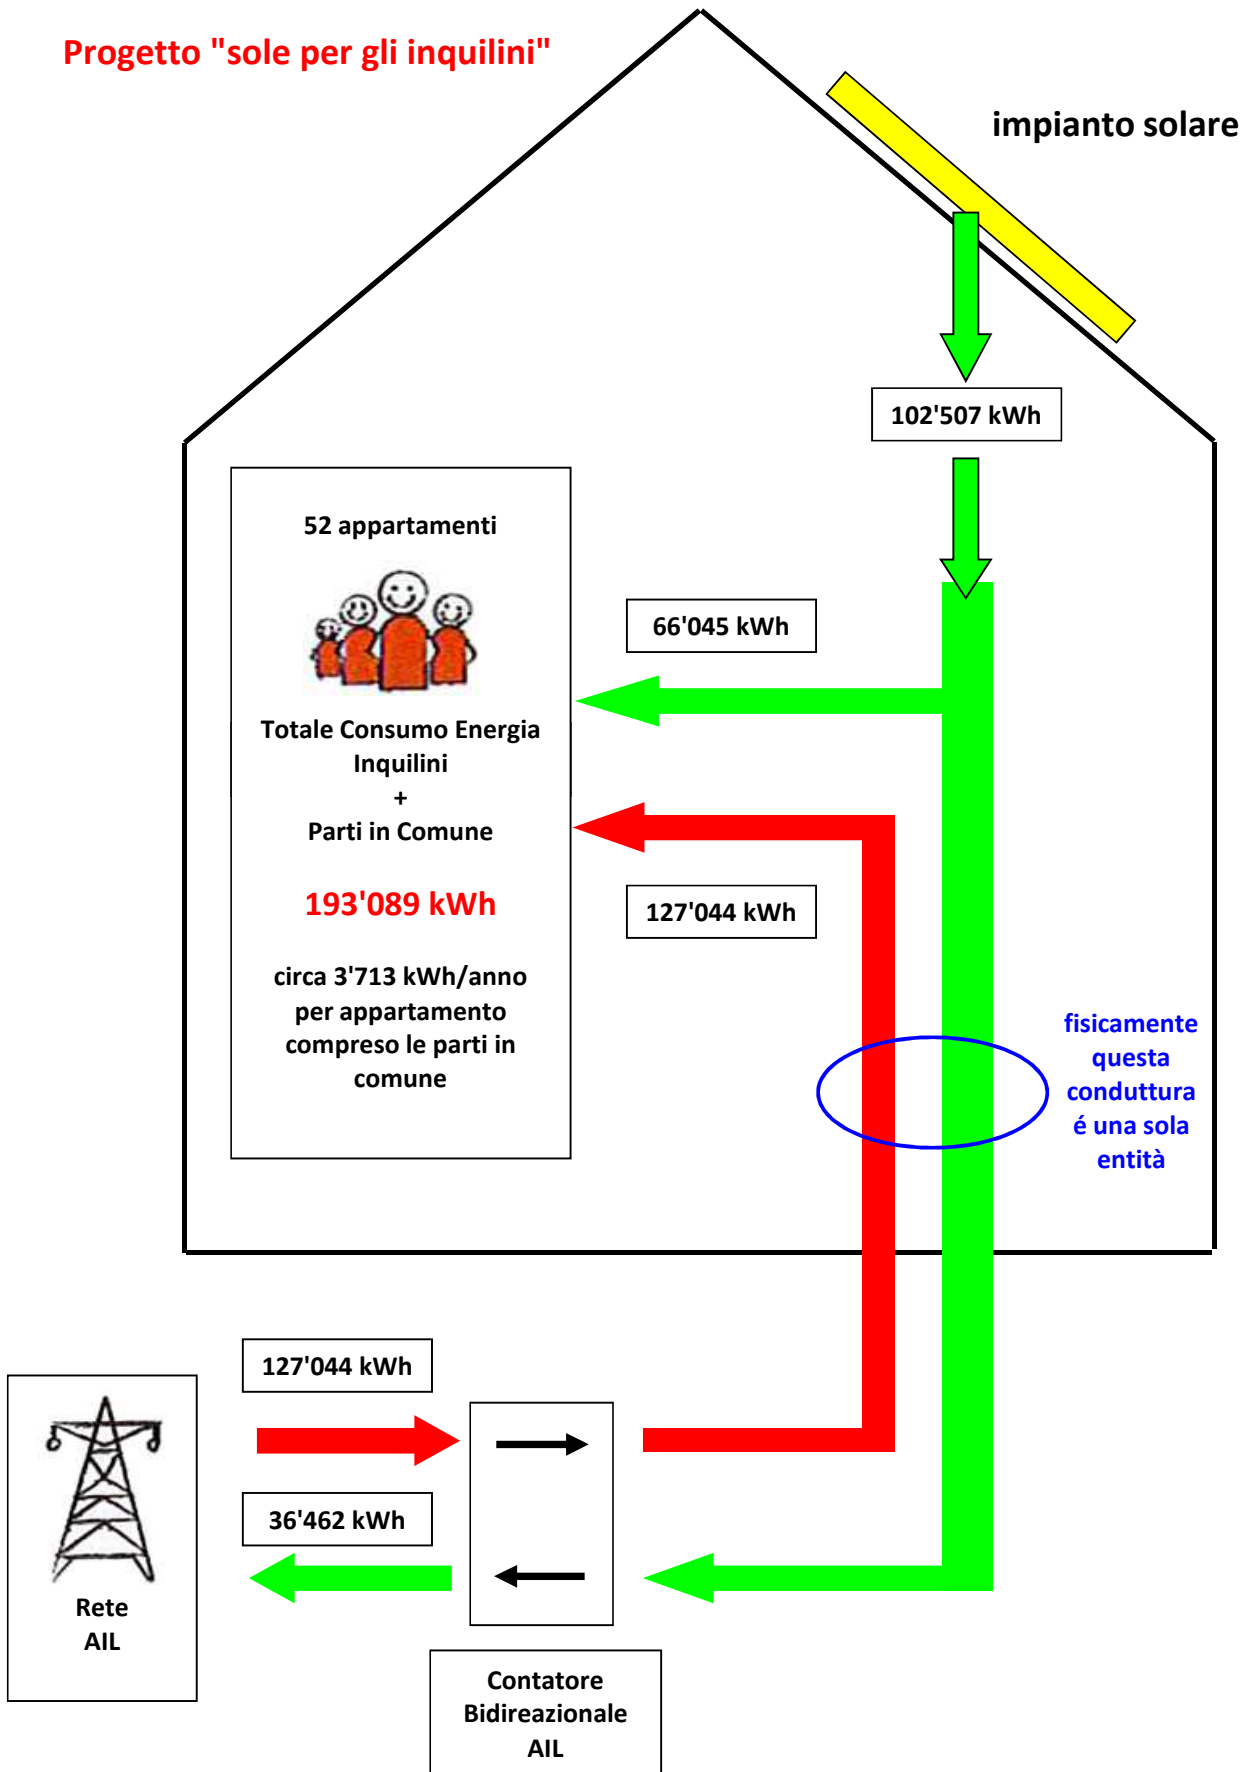 Progetto "sole per gli inquilini"
impianto solare
102'507 kWh
52 appartamenti
66'045 kWh
Totale Consumo Energia
Inquilini
+
Parti in Comune
193'089 kWh
127'044 kWh
circa 3'713 kWh/anno
per appartamento
compreso le parti in
comune
fisicamente
questa
conduttura
é una sola
entità
127'044 kWh
36'462 kWh
Rete
AIL
Contatore
Bidireazionale
AIL